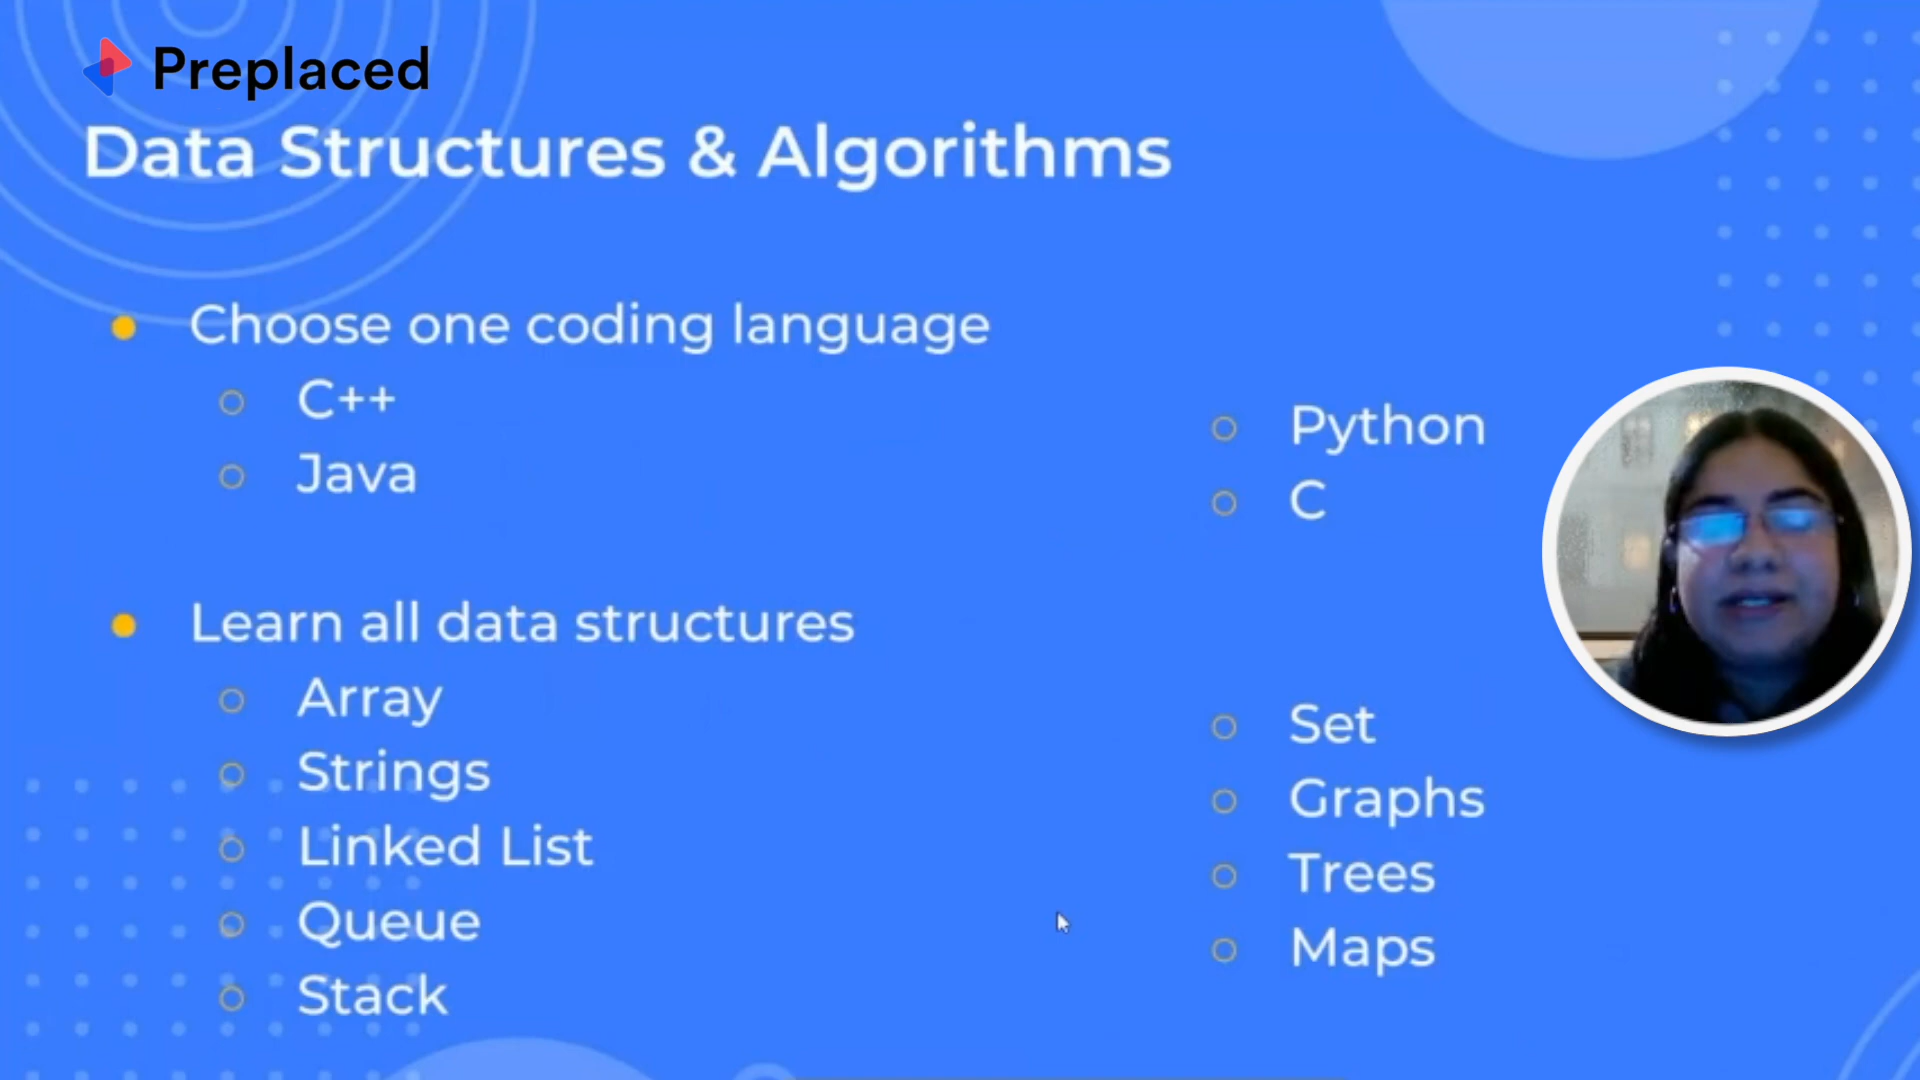 Preplaced
Data Structures & Algorithms
Choose one coding language
C++
Java
Python
C
Learn all data structures
Array
Strings
Linked List
Queue
Stack
Set
Graphs
Trees
Maps